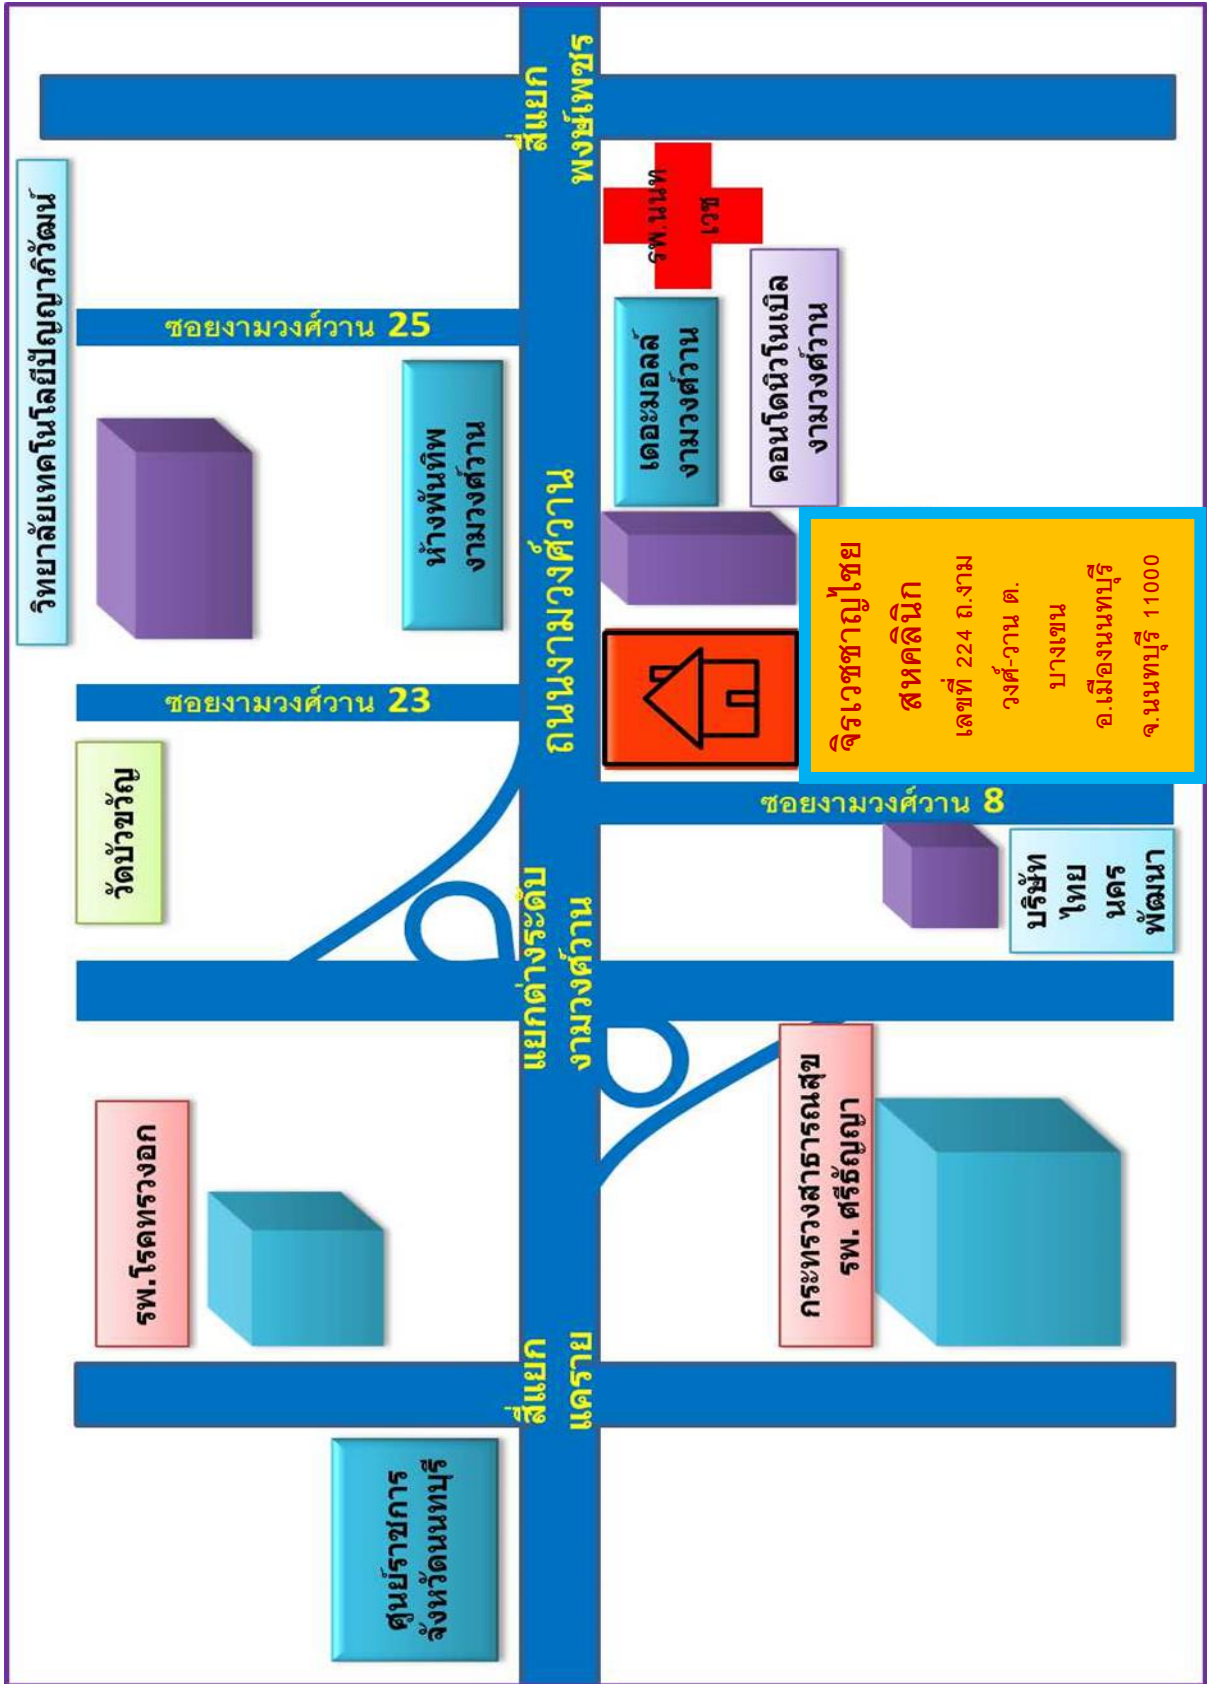 สี่แยก
พงษ์เพชร
วิทยาลัยเทคโนโลยีปัญญาภิวัฒน์
รพ.นนท
เวช
ซอยงามวงศ์วาน 25
ห้างพันทิพ
งามวงศ์วาน
เดอะมอลล์
งามวงศ์วาน
คอนโดนิวโนเบิล
งามวงศ์วาน
ถนนงามวงศ์วาน
จิรเวชชาญไชย
สหคลินิก
เลขที่ 224 ถ.งาม
วงศ์-วาน ต.
บางเขน
อ.เมืองนนทบุรี
จ.นนทบุรี 11000
ซอยงามวงศ์วาน 23
ซอยงามวงศ์วาน 8
วัดบัวขวัญ
บริษัท
ไทย
นคร
พัฒนา
แยกต่างระดับ
งามวงศ์วาน
รพ.โรคทรวงอก
กระทรวงสาธารณสุข
รพ. ศรีธัญญา
สี่แยก
แคราย
ศูนย์ราชการ
จังหวัดนนทบุรี